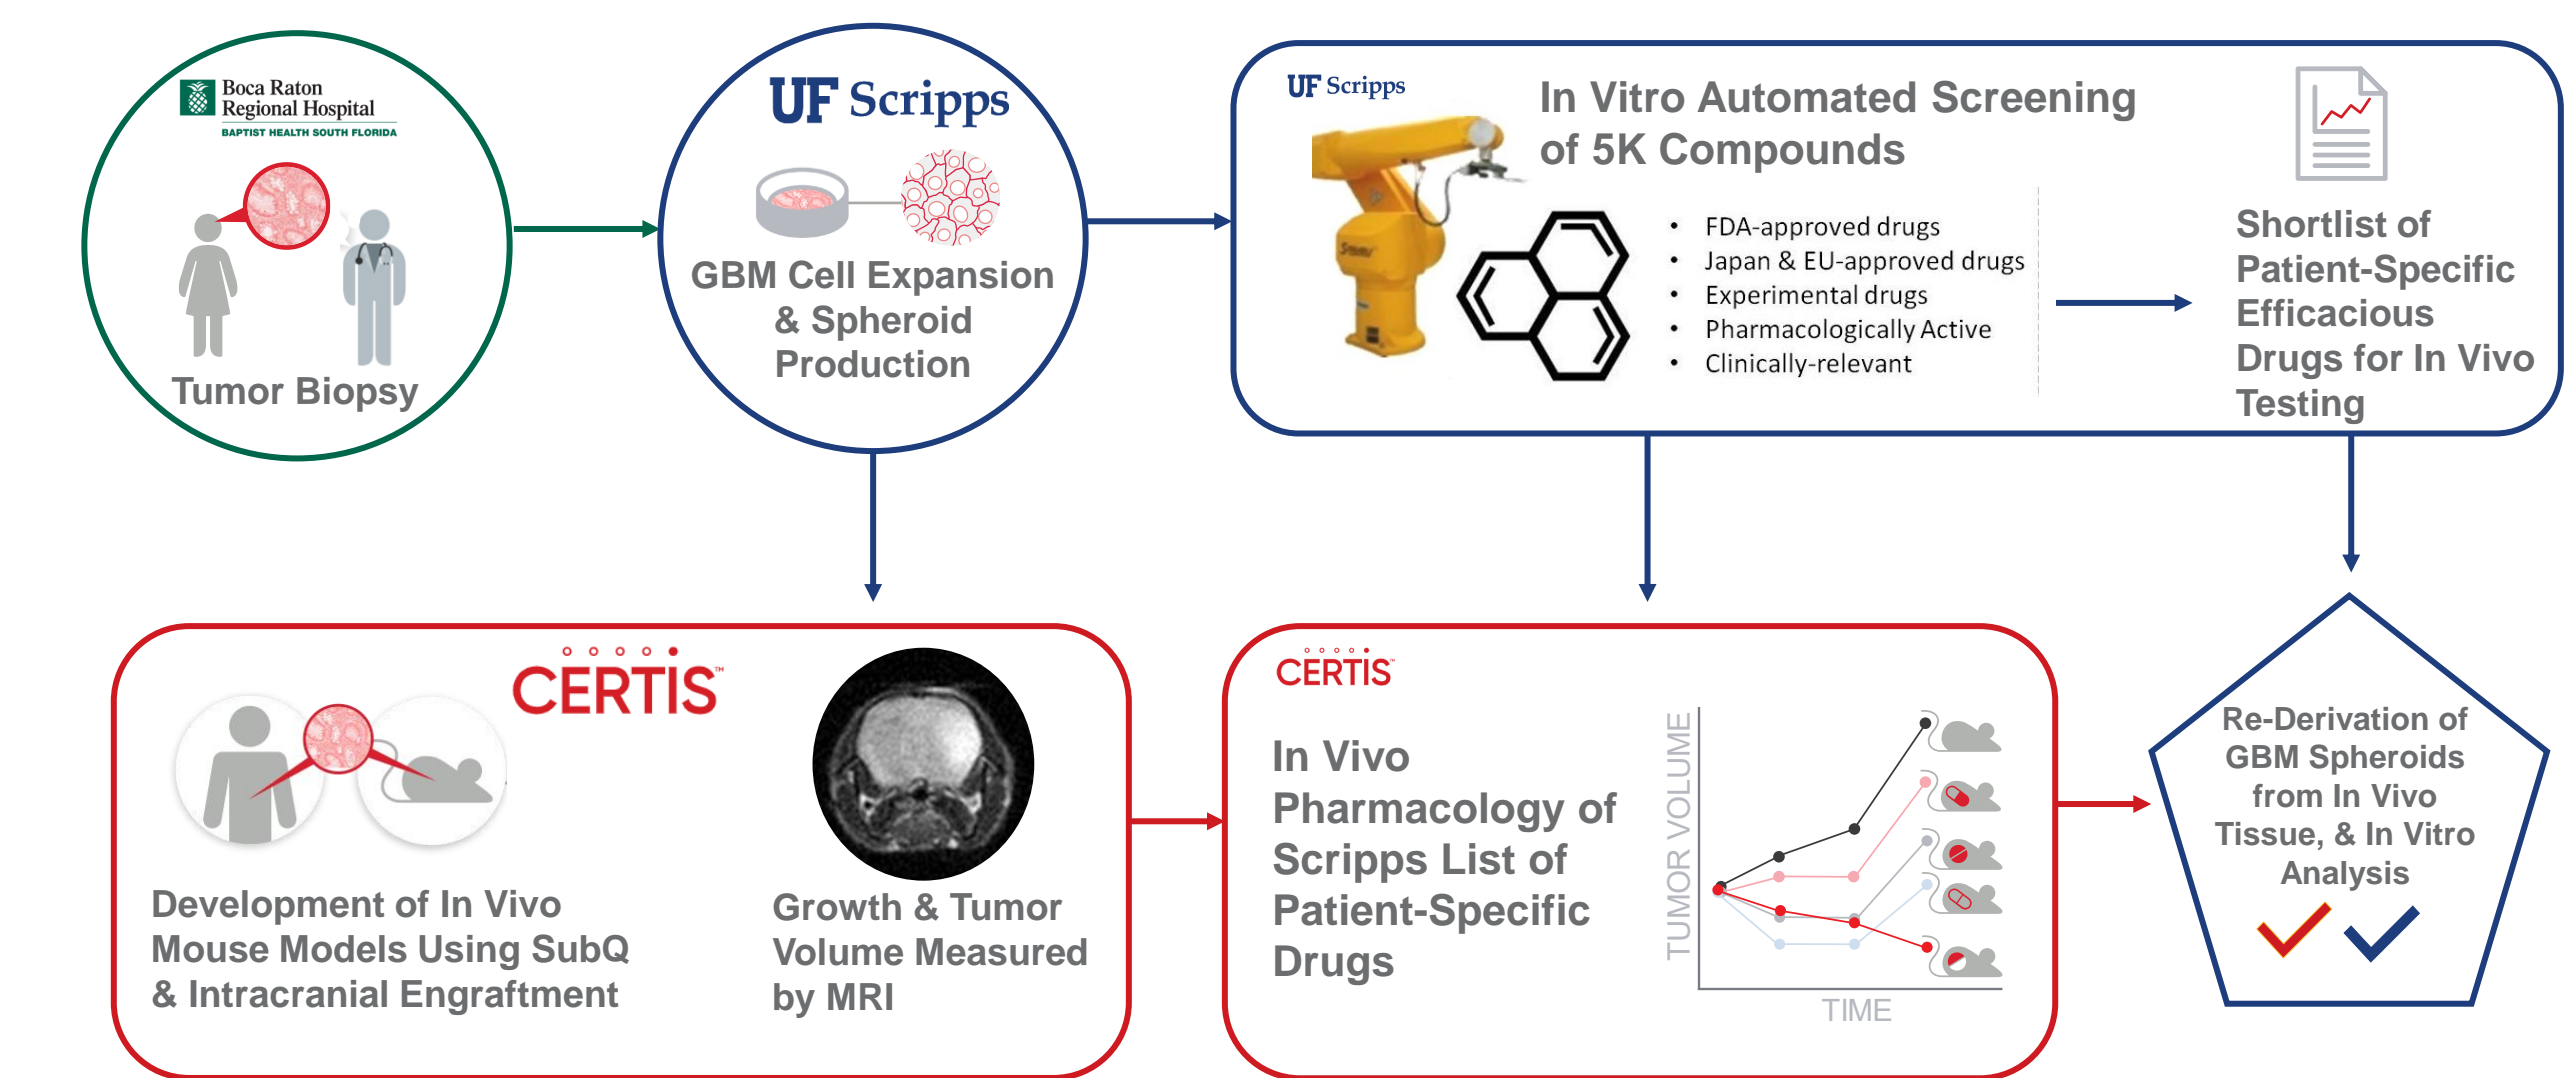 Boca Raton
Regional Hospital
BAPTIST HEALTH SOUTH FLORIDA
Tumor Biopsy
UF Scripps
GBM Cell Expansion
& Spheroid
Production
UF Scripps
In Vitro Automated Screening
of 5K Compounds
• FDA-approved drugs
• Japan & EU-approved drugs
• Experimental drugs
• Pharmacologically Active
• Clinically-relevant
Shortlist of
Patient-Specific
Efficacious
Drugs for In Vivo
Testing
CERTIS™
Development of In Vivo
Mouse Models Using SubQ
& Intracranial Engraftment
Growth & Tumor
Volume Measured
by MRI
CERTIS™
In Vivo
Pharmacology of
Scripps List of
Patient-Specific
Drugs
TUMOR VOLUME
TIME
Re-Derivation of
GBM Spheroids
from In Vivo
Tissue, & In Vitro
Analysis